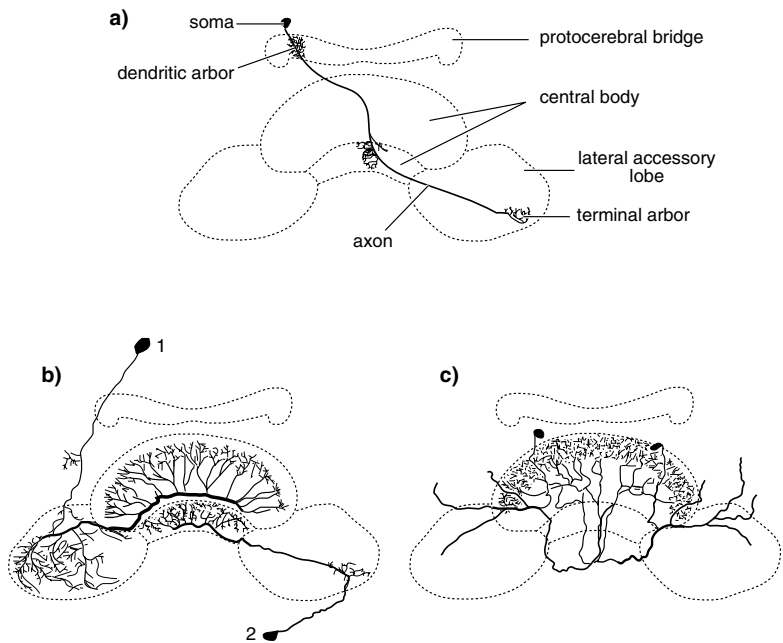 a)
soma
dendritic arbor
protocerebral bridge
central body
lateral accessory
lobe
terminal arbor
axon
b)
1
2
c)